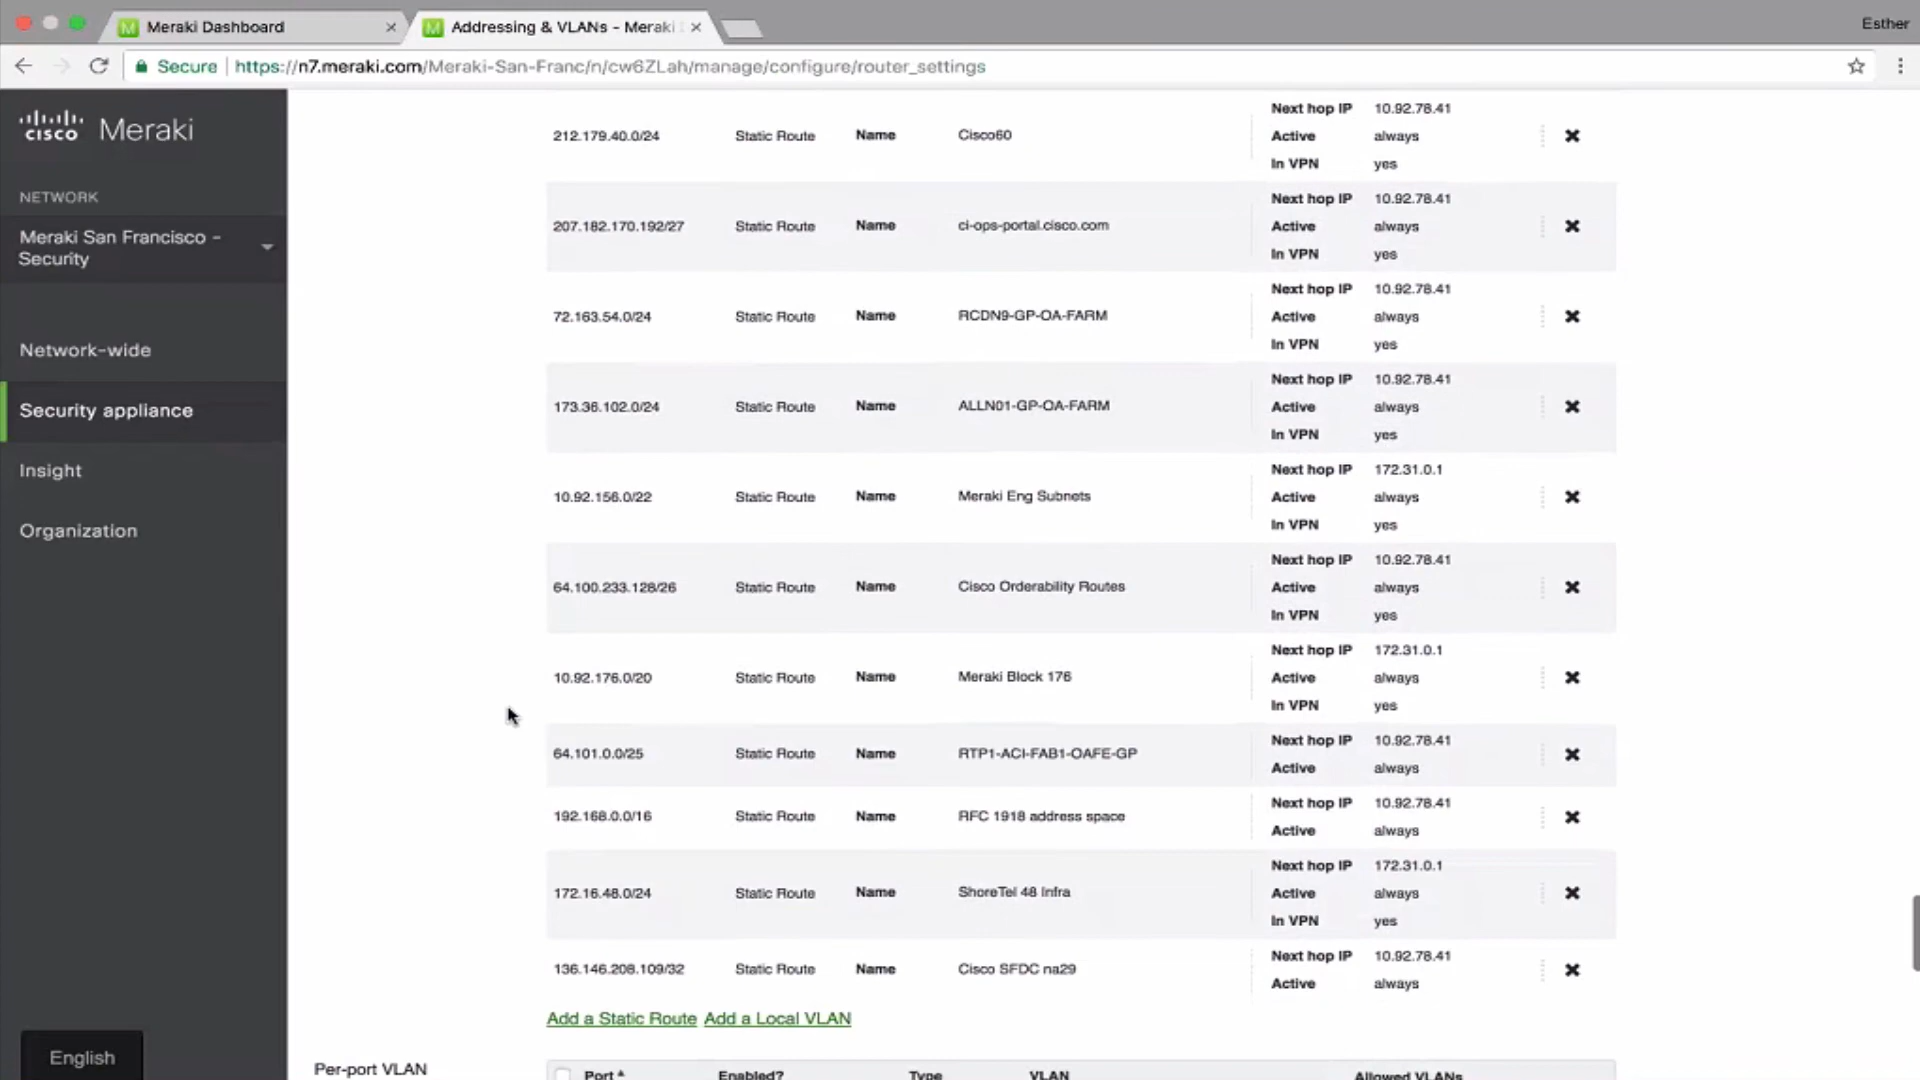 Meraki Dashboard
Addressing & VLANs - Meraki
Esther
Secure https://n7.meraki.com/Meraki-San-Franc/n/cw6ZLah/manage/configure/router_settings
cisco Meraki
NETWORK
Meraki San Francisco -
Security
Network-wide
Security appliance
Insight
Organization
English
Next hop IP 10.92.78.41
212.179.40.0/24 Static Route Name Cisco60 Active always
In VPN yes
Next hop IP 10.92.78.41
207.182.170.192/27 Static Route Name ci-ops-portal.cisco.com Active always
In VPN yes
Next hop IP 10.92.78.41
72.163.54.0/24 Static Route Name RCDN9-GP-OA-FARM Active always
In VPN yes
Next hop IP 10.92.78.41
173.36.102.0/24 Static Route Name ALLN01-GP-OA-FARM Active always
In VPN yes
Next hop IP 172.31.0.1
10.92.156.0/22 Static Route Name Meraki Eng Subnets Active always
In VPN yes
Next hop IP 10.92.78.41
64.100.233.128/26 Static Route Name Cisco Orderability Routes Active always
In VPN yes
Next hop IP 172.31.0.1
10.92.176.0/20 Static Route Name Meraki Block 176 Active always
In VPN yes
Next hop IP 10.92.78.41
64.101.0.0/25 Static Route Name RTP1-ACI-FAB1-OAFE-GP
Active always
Next hop IP 10.92.78.41
192.168.0.0/16 Static Route Name RFC 1918 address space
Active always
Next hop IP 172.31.0.1
172.16.48.0/24 Static Route Name ShoreTel 48 Infra Active always
In VPN yes
Next hop IP 10.92.78.41
136.146.208.109/32 Static Route Name Cisco SFDC na29
Active always
Add a Static Route Add a Local VLAN
Per-port VLAN
Port Enabled? Type VLAN Allowed VLANs